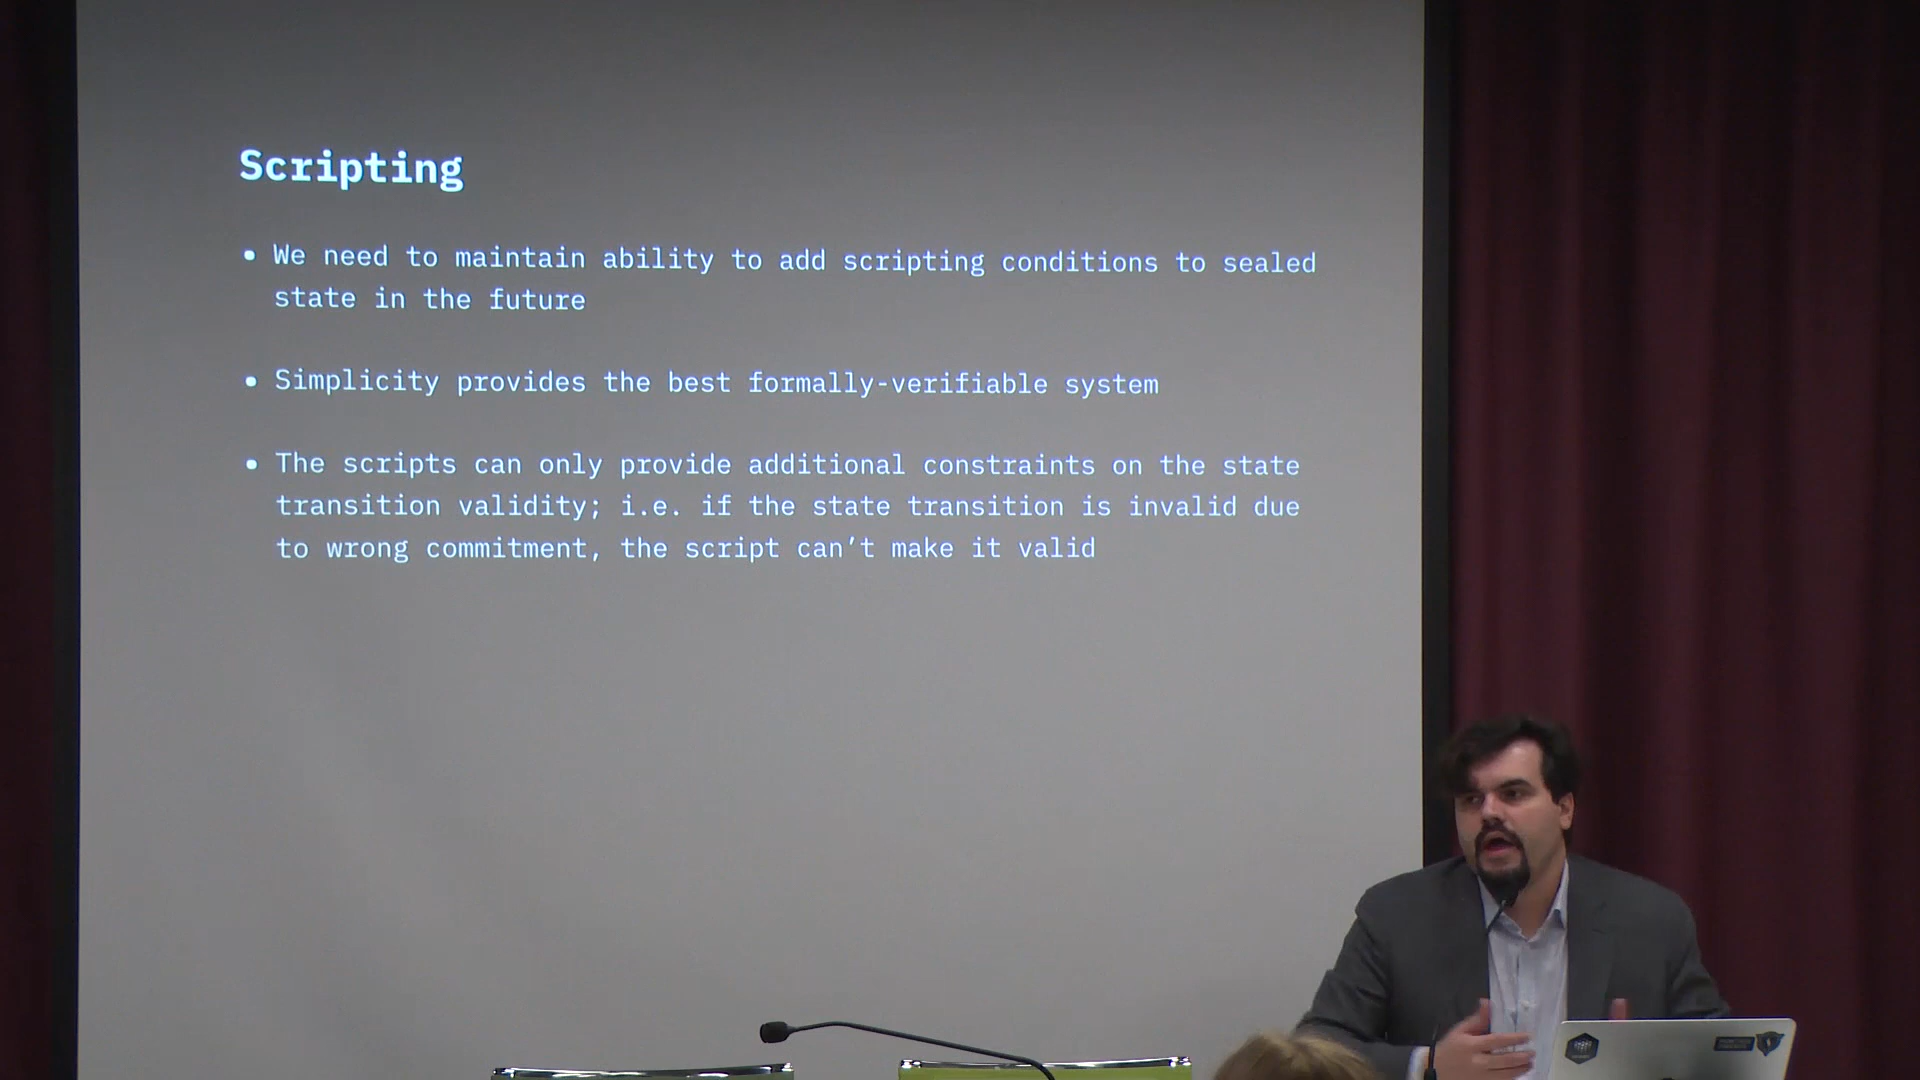 Scripting
• We need to maintain ability to add scripting conditions to sealed
state in the future
• Simplicity provides the best formally-verifiable system
• The scripts can only provide additional constraints on the state
transition validity; i.e. if the state transition is invalid due
to wrong commitment, the script can’t make it valid